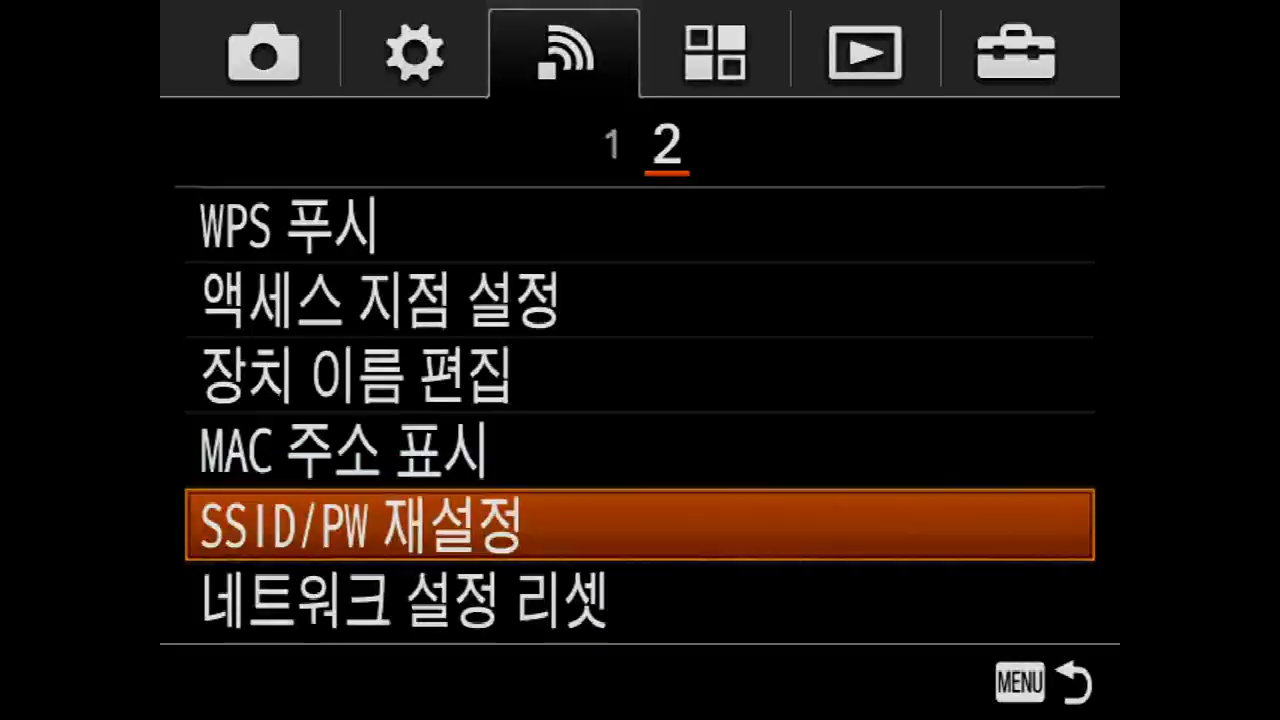 1 2
WPS 푸시
액세스 지점 설정
장치 이름 편집
MAC 주소 표시
SSID/PW 재설정
네트워크 설정 리셋
MENU